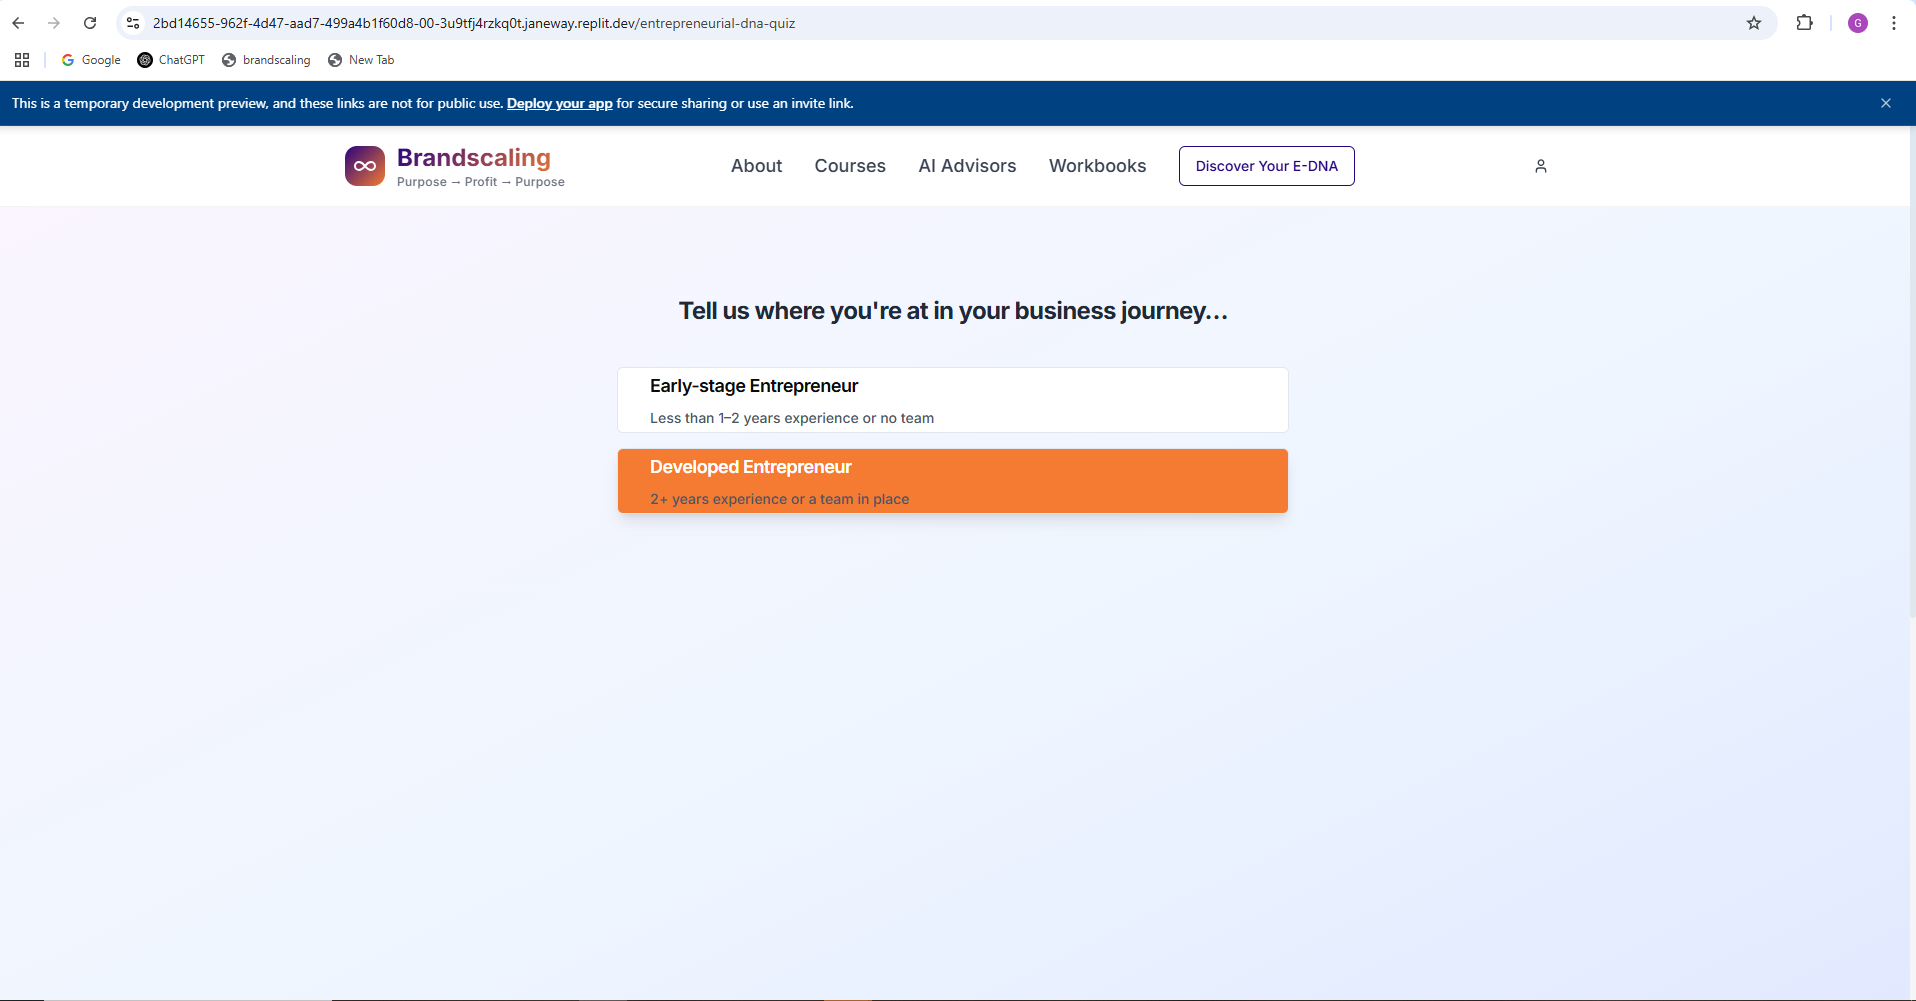 2bd14655-962f-4d47-aad7-499a4b1f60d8-00-3u9tfj4rzkq0t.janeway.replit.dev/entrepreneurial-dna-quiz
G
Google
ChatGPT
brandscaling
New Tab
This is a temporary development preview, and these links are not for public use. Deploy your app for secure sharing or use an invite link.
Brandscaling
Purpose → Profit → Purpose
About
Courses
AI Advisors
Workbooks
Discover Your E-DNA
Tell us where you're at in your business journey...
Early-stage Entrepreneur
Less than 1–2 years experience or no team
Developed Entrepreneur
2+ years experience or a team in place